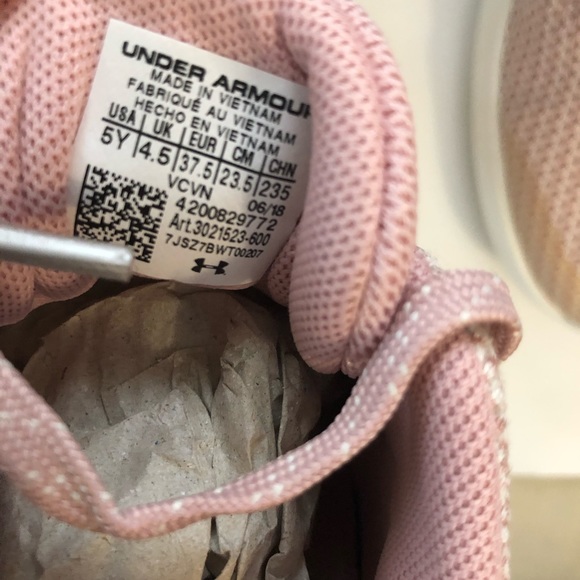 UNDER ARMOUR
MADE IN VIETNAM
FABRIQUÉ AU VIETNAM
HECHO EN VIETNAM
USA | UK | EUR | CM | CHN
5Y | 4.5 | 37.5 | 23.5 | 235
VCVN 06/18
4200829772
Art.3021523-600
7JSZ7BWT00207